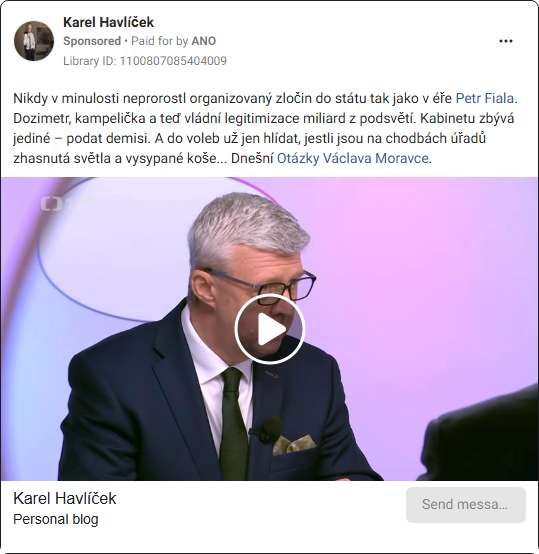 Karel Havlíček
Sponsored • Paid for by ANO
Library ID: 1100807085404009
Nikdy v minulosti neprorostl organizovaný zločin do státu tak jako v éře Petr Fiala.
Dozimetr, kampelička a teď vládní legitimizace miliard z podsvětí. Kabinetu zbývá
jediné – podat demisi. A do voleb už jen hlídat, jestli jsou na chodbách úřadů
zhasnutá světla a vysypané koše... Dnešní Otázky Václava Moravce.
Karel Havlíček
Personal blog
Send messa...